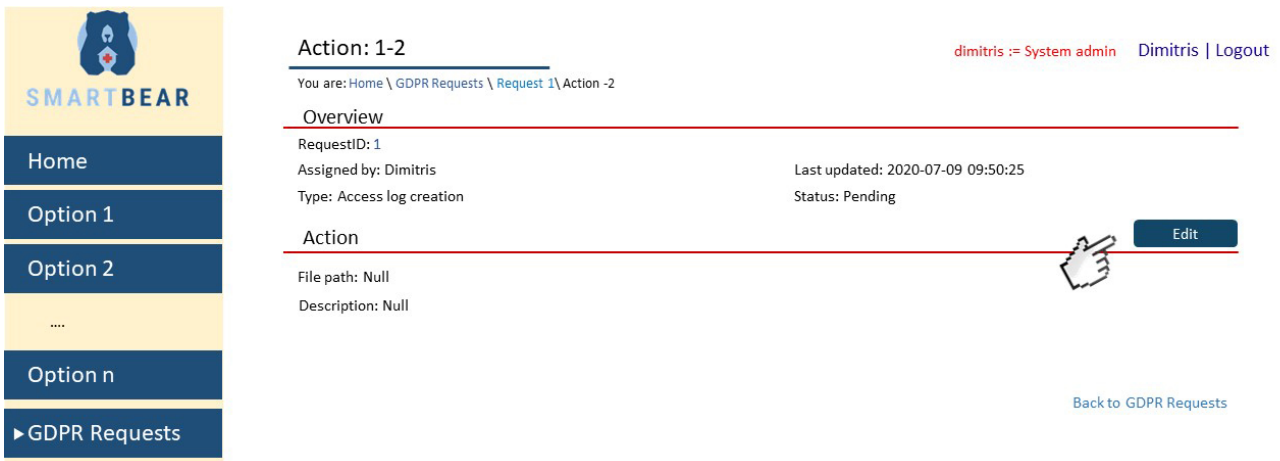 SMARTBEAR
Home
Option 1
Option 2
....
Option n
GDPR Requests
Action: 1-2
dimitris := System admin
Dimitris | Logout
You are: Home \ GDPR Requests \ Request 1\ Action -2
Overview
RequestID: 1
Assigned by: Dimitris
Last updated: 2020-07-09 09:50:25
Type: Access log creation
Status: Pending
Action
Edit
File path: Null
Description: Null
Back to GDPR Requests